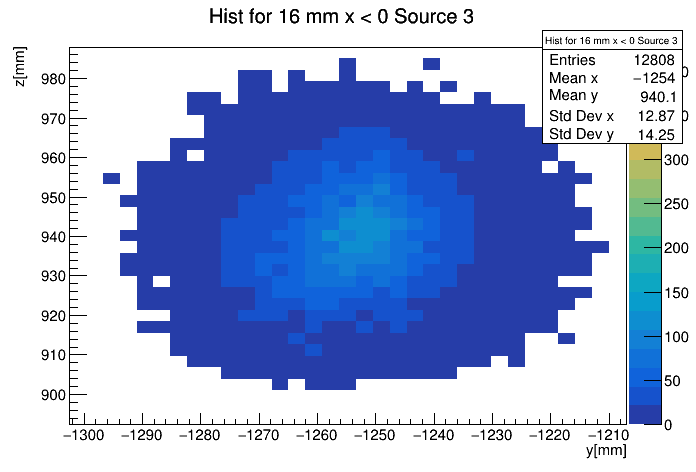 Hist for 16 mm x < 0 Source 3
Hist for 16 mm x < 0 Source 3
Entries 12808
Mean x −1254
Mean y 940.1
Std Dev x 12.87
Std Dev y 14.25
z[mm]
980
970
960
950
940
930
920
910
900
0
0
300
250
200
150
100
50
0
−1300 −1290 −1280 −1270 −1260 −1250 −1240 −1230 −1220 −1210
y[mm]